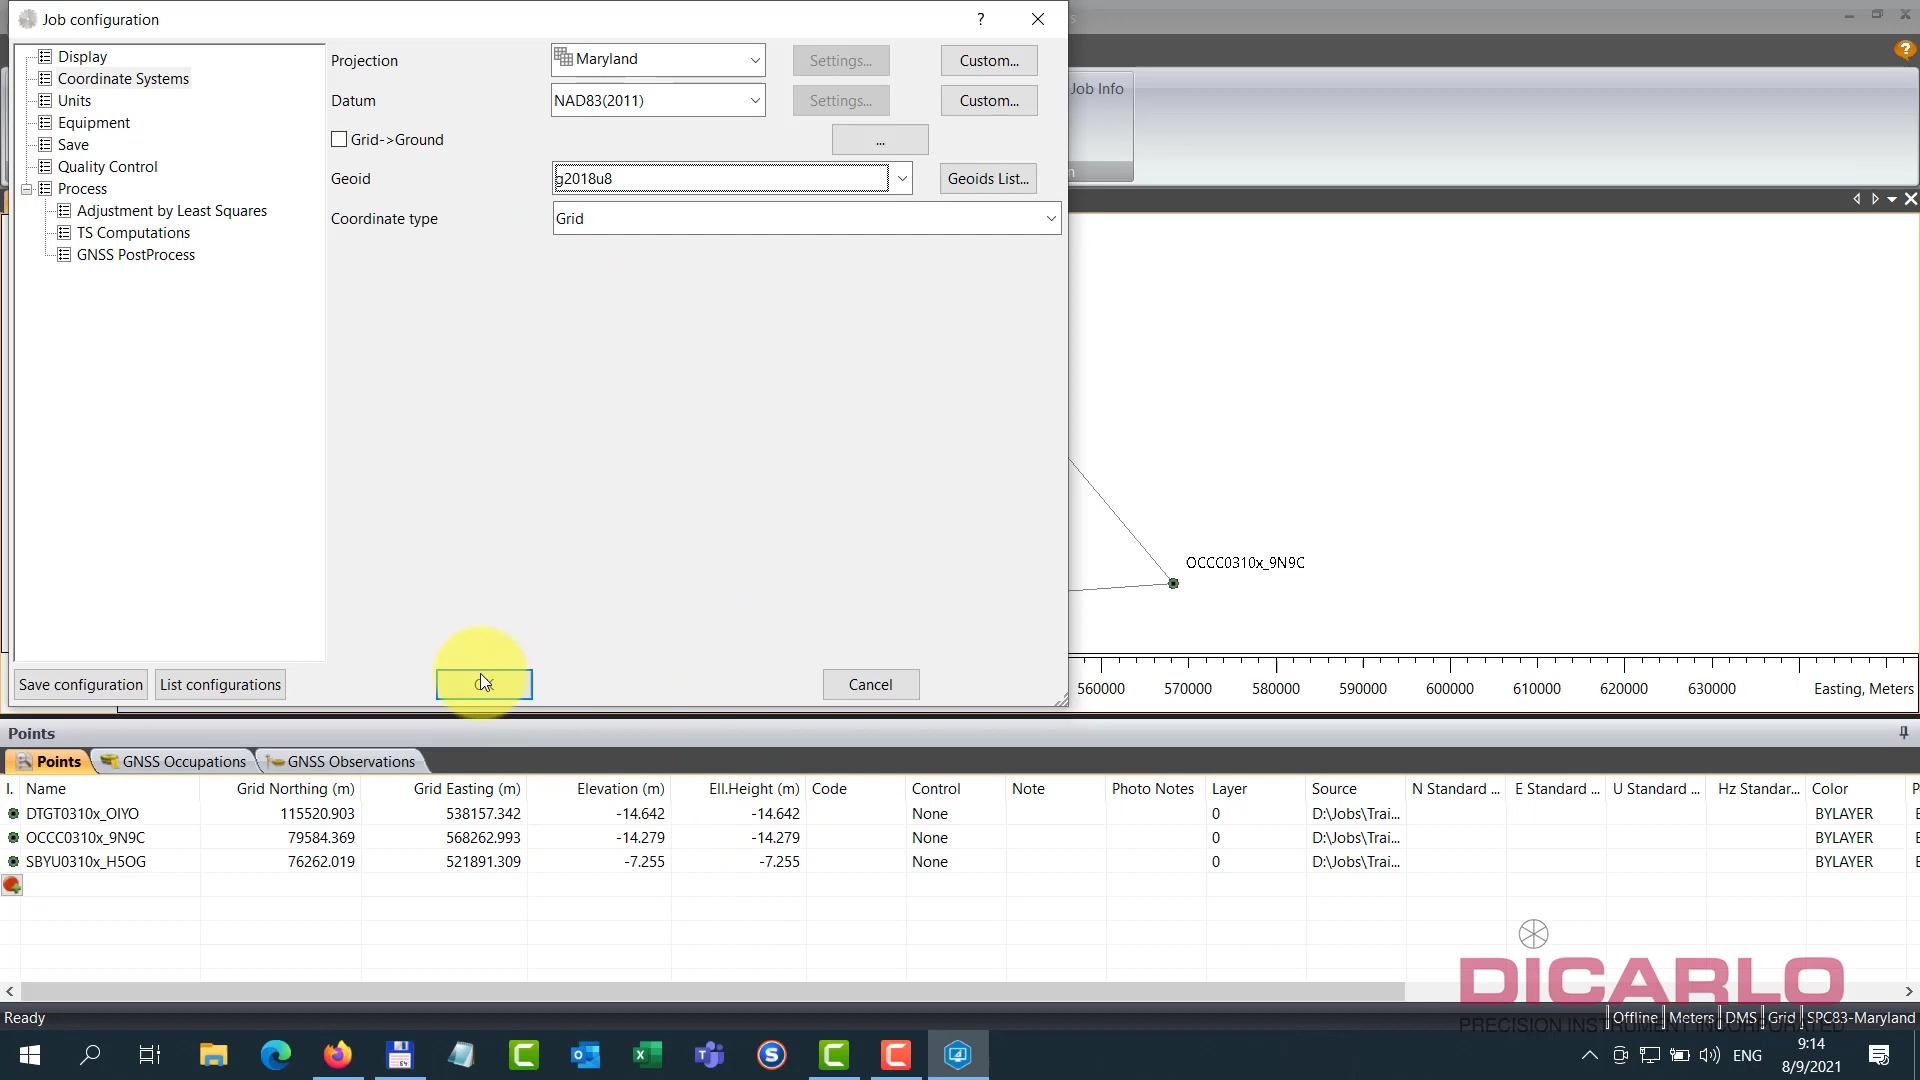 Job configuration
?
Display
Coordinate Systems
Units
Equipment
Save
Quality Control
Process
Adjustment by Least Squares
TS Computations
GNSS PostProcess
Projection
Maryland
Settings...
Custom...
Datum
NAD83(2011)
Settings...
Custom...
Grid->Ground
...
Geoid
g2018u8
Geoids List...
Coordinate type
Grid
Save configuration
List configurations
Cancel
Job Info
OCCC0310x_9N9C
560000 570000 580000 590000 600000 610000 620000 630000 Easting, Meters
Points
Points GNSS Occupations GNSS Observations
I. Name Grid Northing (m) Grid Easting (m) Elevation (m) Ell.Height (m) Code Control Note Photo Notes Layer Source N Standard ... E Standard ... U Standard ... Hz Standar... Color P
DTGT0310x_OIYO 115520.903 538157.342 -14.642 -14.642 None 0 D:\Jobs\Trai... BYLAYER E
OCCC0310x_9N9C 79584.369 568262.993 -14.279 -14.279 None 0 D:\Jobs\Trai... BYLAYER E
SBYU0310x_H5OG 76262.019 521891.309 -7.255 -7.255 None 0 D:\Jobs\Trai... BYLAYER E
DICARLO
PRECISION INSTRUMENT INCORPORATED
Ready
Offline Meters DMS Grid SPC83-Maryland
ENG
9:14
8/9/2021